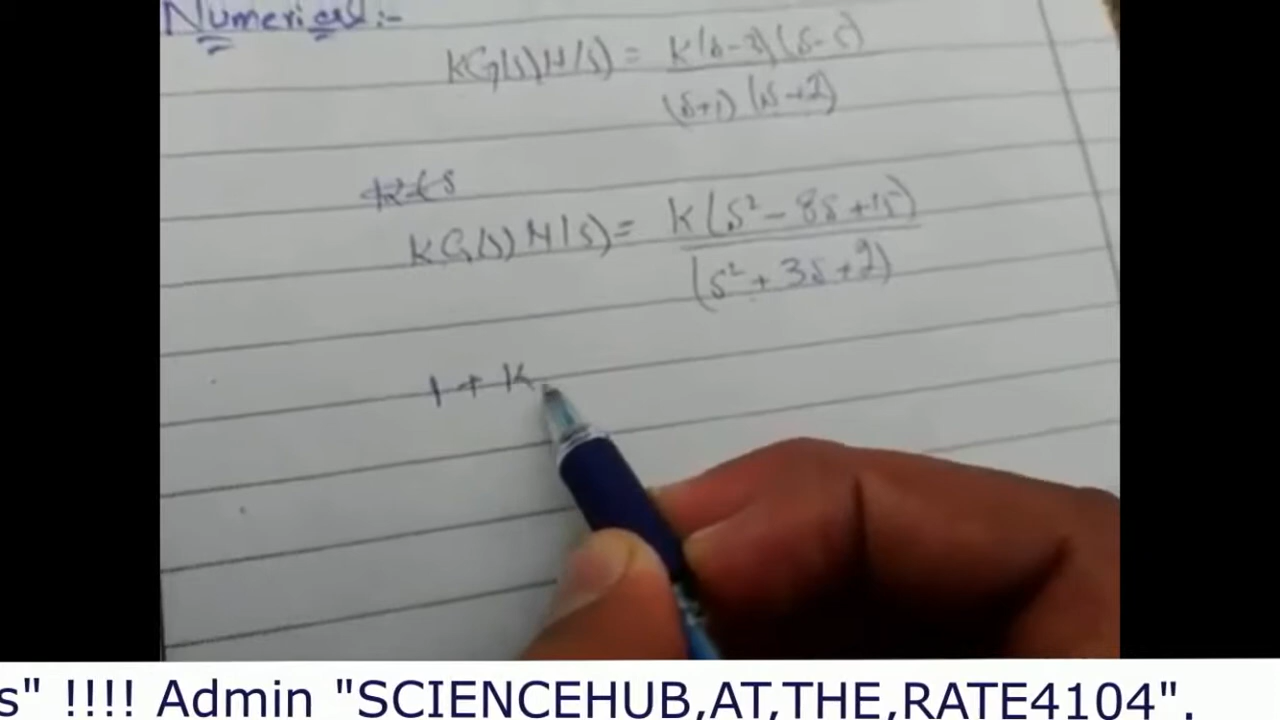 Numerical:-
KG(s)H(s) = K(s-3)(s-5)
(s+1)(s+2)
KG(s)H(s) = K(s²-8s+15)
(s²+3s+2)
1 + K
s" !!!! Admin "SCIENCEHUB,AT,THE,RATE4104".